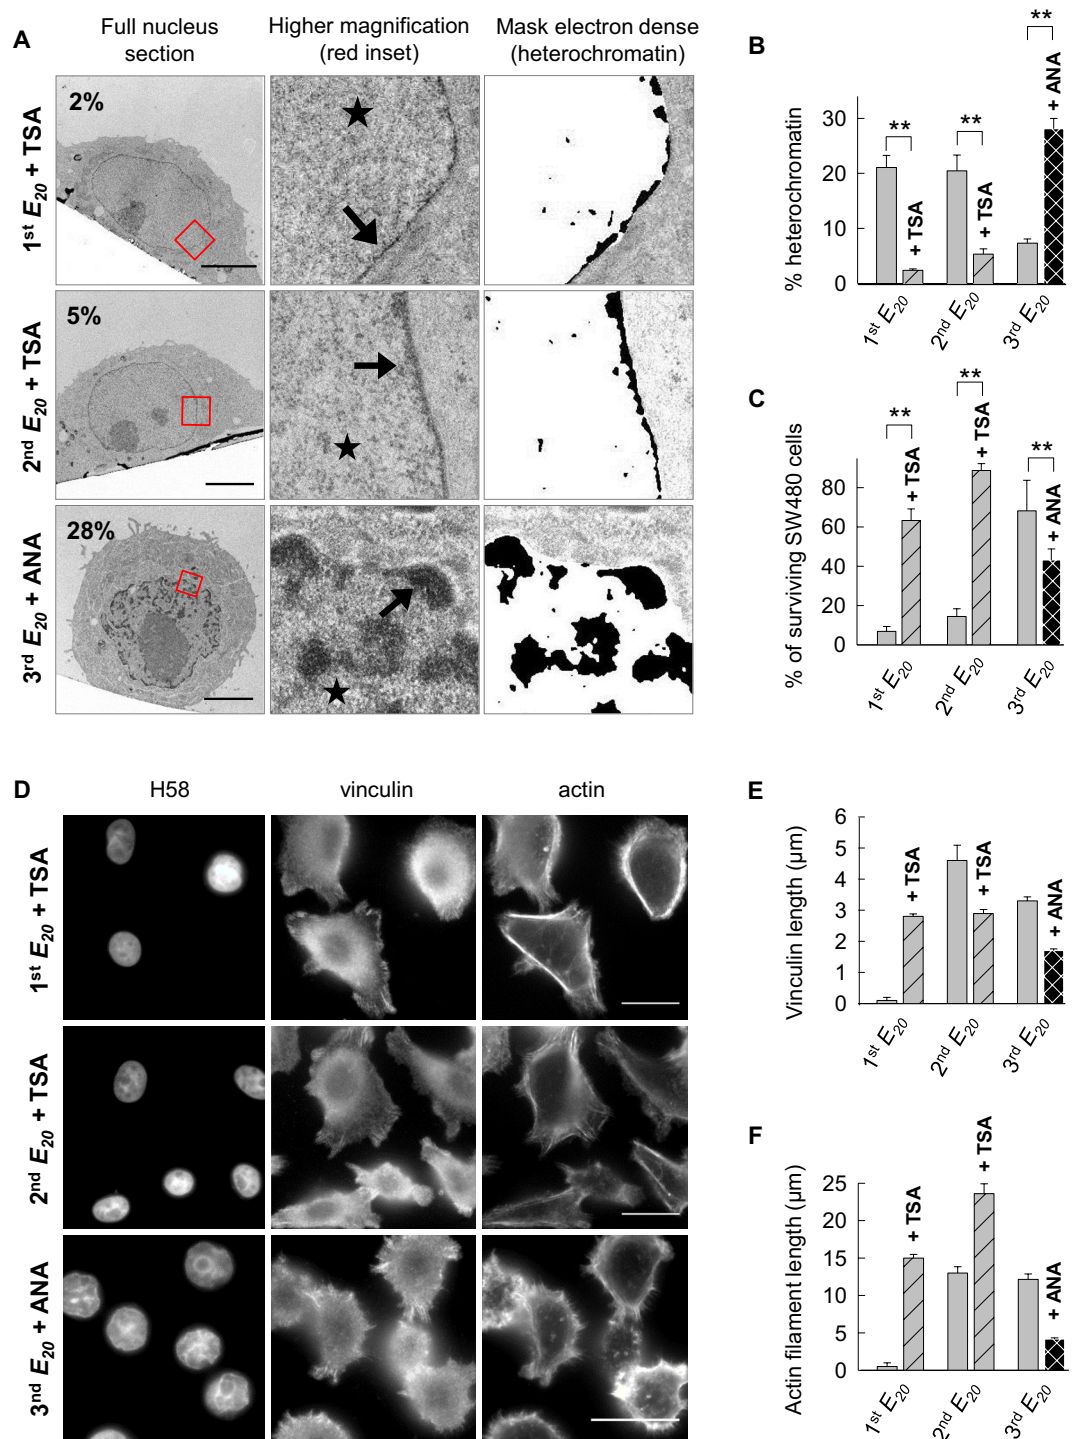 A
Full nucleus
section
Higher magnification
(red inset)
Mask electron dense
(heterochromatin)
1st E20 + TSA
2%
2nd E20 + TSA
5%
3rd E20 + ANA
28%
B
% heterochromatin
30
20
10
0
**
**
**
+ TSA
+ TSA
+ ANA
1st E20
2nd E20
3rd E20
C
% of surviving SW480 cells
80
60
40
20
0
**
**
**
+ TSA
+ TSA
+ ANA
1st E20
2nd E20
3rd E20
D
H58
vinculin
actin
1st E20 + TSA
2nd E20 + TSA
3nd E20 + ANA
E
Vinculin length (µm)
6
5
4
3
2
1
0
+ TSA
+ TSA
+ ANA
1st E20
2nd E20
3rd E20
F
Actin filament length (µm)
25
20
15
10
5
0
+ TSA
+ TSA
+ ANA
1st E20
2nd E20
3rd E20